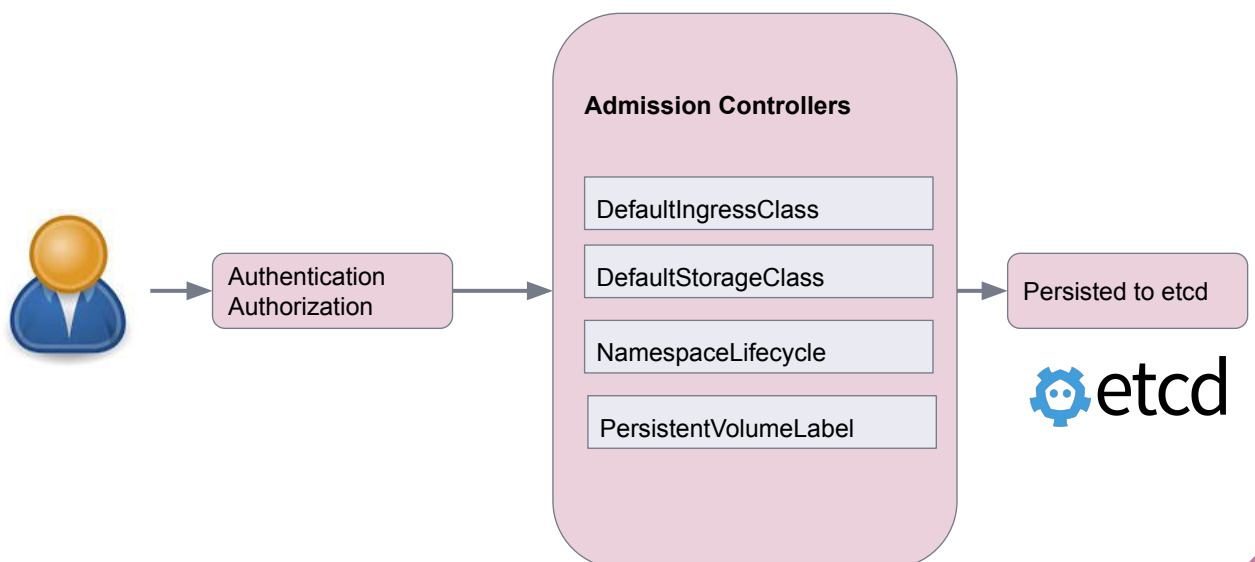 Admission Controllers
DefaultIngressClass
DefaultStorageClass
NamespaceLifecycle
PersistentVolumeLabel
Authentication
Authorization
Persisted to etcd
etcd